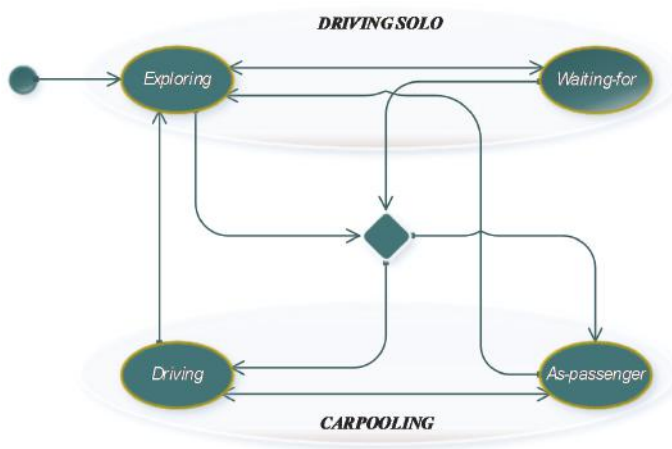 DRIVING SOLO
Exploring
Waiting-for
Driving
As-passenger
CARPOOLING